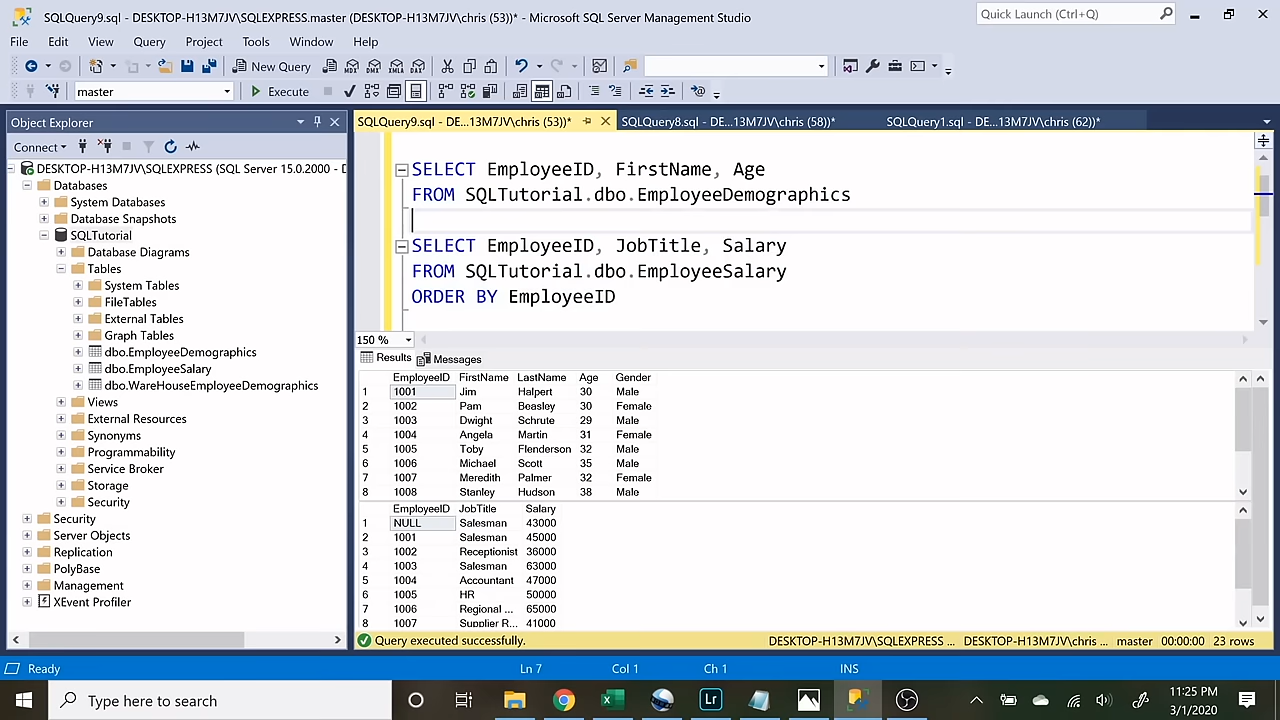 SQLQuery9.sql - DESKTOP-H13M7JV\SQLEXPRESS.master (DESKTOP-H13M7JV\chris (53))* - Microsoft SQL Server Management Studio
Quick Launch (Ctrl+Q)
File Edit View Query Project Tools Window Help
New Query
MDX DMX XMLA DAX
master
Execute
Object Explorer
Connect
DESKTOP-H13M7JV\SQLEXPRESS (SQL Server 15.0.2000 - D
Databases
System Databases
Database Snapshots
SQLTutorial
Database Diagrams
Tables
System Tables
FileTables
External Tables
Graph Tables
dbo.EmployeeDemographics
dbo.EmployeeSalary
dbo.WareHouseEmployeeDemographics
Views
External Resources
Synonyms
Programmability
Service Broker
Storage
Security
Security
Server Objects
Replication
PolyBase
Management
XEvent Profiler
SQLQuery9.sql - DE...13M7JV\chris (53))* SQLQuery8.sql - DE...13M7JV\chris (58))* SQLQuery1.sql - DE...13M7JV\chris (62))*
SELECT EmployeeID, FirstName, Age
FROM SQLTutorial.dbo.EmployeeDemographics
SELECT EmployeeID, JobTitle, Salary
FROM SQLTutorial.dbo.EmployeeSalary
ORDER BY EmployeeID
150 %
Results Messages
EmployeeID FirstName LastName Age Gender
1 1001 Jim Halpert 30 Male
2 1002 Pam Beasley 30 Female
3 1003 Dwight Schrute 29 Male
4 1004 Angela Martin 31 Female
5 1005 Toby Flenderson 32 Male
6 1006 Michael Scott 35 Male
7 1007 Meredith Palmer 32 Female
8 1008 Stanley Hudson 38 Male
EmployeeID JobTitle Salary
1 NULL Salesman 43000
2 1001 Salesman 45000
3 1002 Receptionist 36000
4 1003 Salesman 63000
5 1004 Accountant 47000
6 1005 HR 50000
7 1006 Regional ... 65000
8 1007 Supplier R... 41000
Query executed successfully. DESKTOP-H13M7JV\SQLEXPRESS ... DESKTOP-H13M7JV\chris ... master 00:00:00 23 rows
Ready Ln 7 Col 1 Ch 1 INS
Type here to search
Lr
11:25 PM
3/1/2020